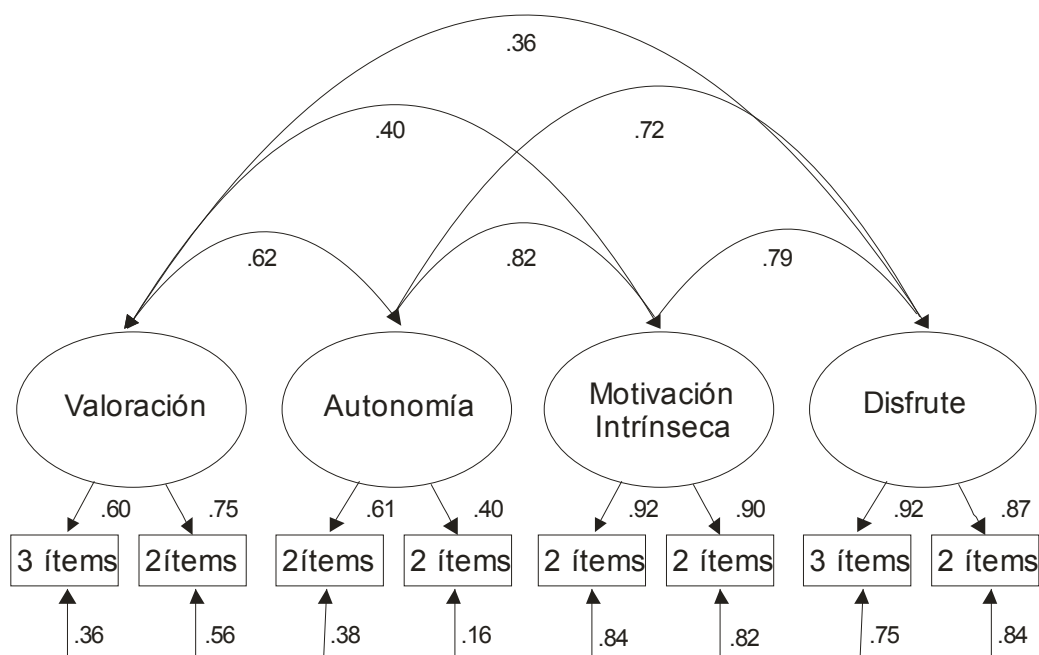 .36
.40
.72
.62
.82
.79
Valoración
Autonomía
Motivación
Intrínseca
Disfrute
.60
.75
.61
.40
.92
.90
.92
.87
3 ítems
2ítems
2ítems
2 ítems
2 ítems
2 ítems
3 ítems
2 ítems
.36
.56
.38
.16
.84
.82
.75
.84